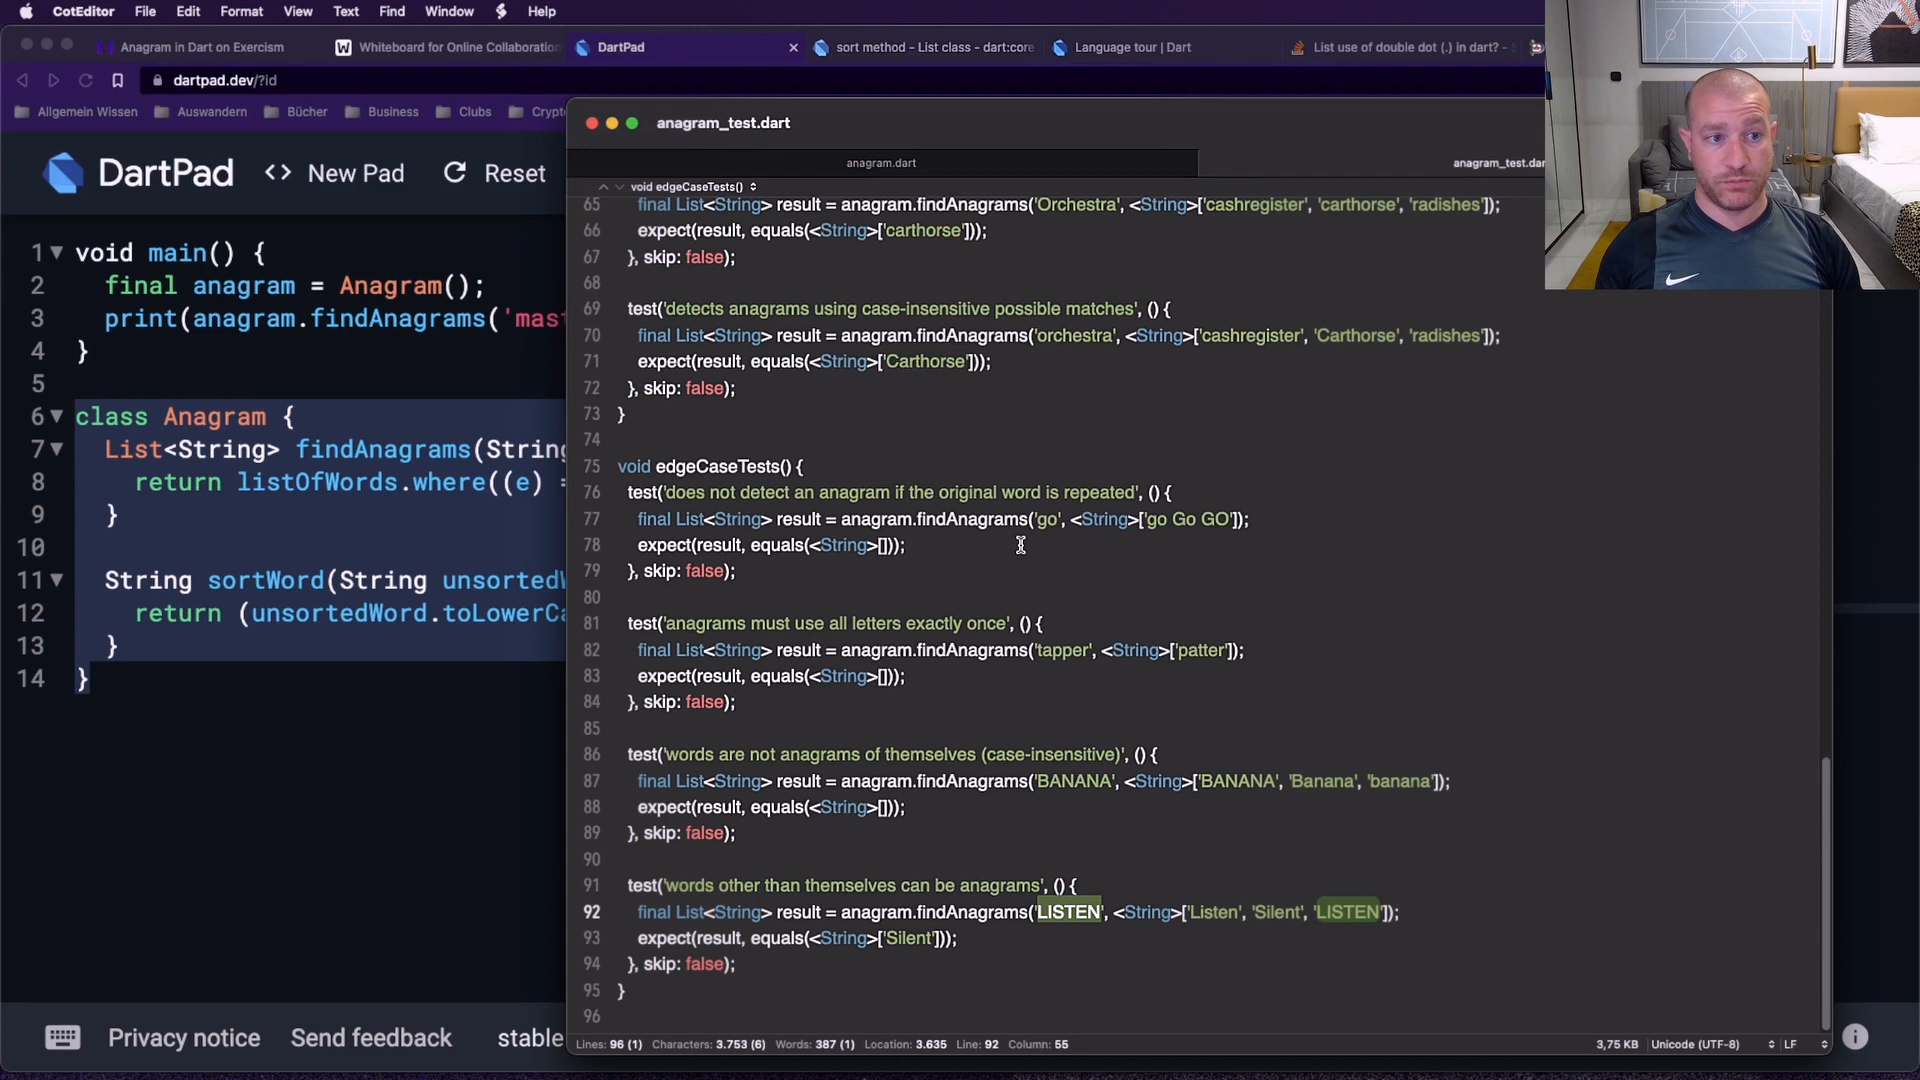 CotEditor File Edit Format View Text Find Window Help
Anagram in Dart on Exercism
Whiteboard for Online Collaboration
DartPad
sort method - List class - dart:core
Language tour | Dart
List use of double dot (.) in dart? - S
dartpad.dev/?id
Allgemein Wissen Auswandern Bücher Business Clubs Crypt
anagram_test.dart
anagram.dart
anagram_test.dar
DartPad <> New Pad Reset
1 void main() {
2 final anagram = Anagram();
3 print(anagram.findAnagrams('mast
4 }
5
6 class Anagram {
7 List<String> findAnagrams(String
8 return listOfWords.where((e) =
9 }
10
11 String sortWord(String unsortedW
12 return (unsortedWord.toLowerCa
13 }
14 }
void edgeCaseTests()
65 final List<String> result = anagram.findAnagrams('Orchestra', <String>['cashregister', 'carthorse', 'radishes']);
66 expect(result, equals(<String>['carthorse']));
67 }, skip: false);
68
69 test('detects anagrams using case-insensitive possible matches', () {
70 final List<String> result = anagram.findAnagrams('orchestra', <String>['cashregister', 'Carthorse', 'radishes']);
71 expect(result, equals(<String>['Carthorse']));
72 }, skip: false);
73 }
74
75 void edgeCaseTests() {
76 test('does not detect an anagram if the original word is repeated', () {
77 final List<String> result = anagram.findAnagrams('go', <String>['go Go GO']);
78 expect(result, equals(<String>[]));
79 }, skip: false);
80
81 test('anagrams must use all letters exactly once', () {
82 final List<String> result = anagram.findAnagrams('tapper', <String>['patter']);
83 expect(result, equals(<String>[]));
84 }, skip: false);
85
86 test('words are not anagrams of themselves (case-insensitive)', () {
87 final List<String> result = anagram.findAnagrams('BANANA', <String>['BANANA', 'Banana', 'banana']);
88 expect(result, equals(<String>[]));
89 }, skip: false);
90
91 test('words other than themselves can be anagrams', () {
92 final List<String> result = anagram.findAnagrams('LISTEN', <String>['Listen', 'Silent', 'LISTEN']);
93 expect(result, equals(<String>['Silent']));
94 }, skip: false);
95 }
96
Lines: 96 (1) Characters: 3.753 (6) Words: 387 (1) Location: 3.635 Line: 92 Column: 55
3,75 KB Unicode (UTF-8) LF
Privacy notice Send feedback stable